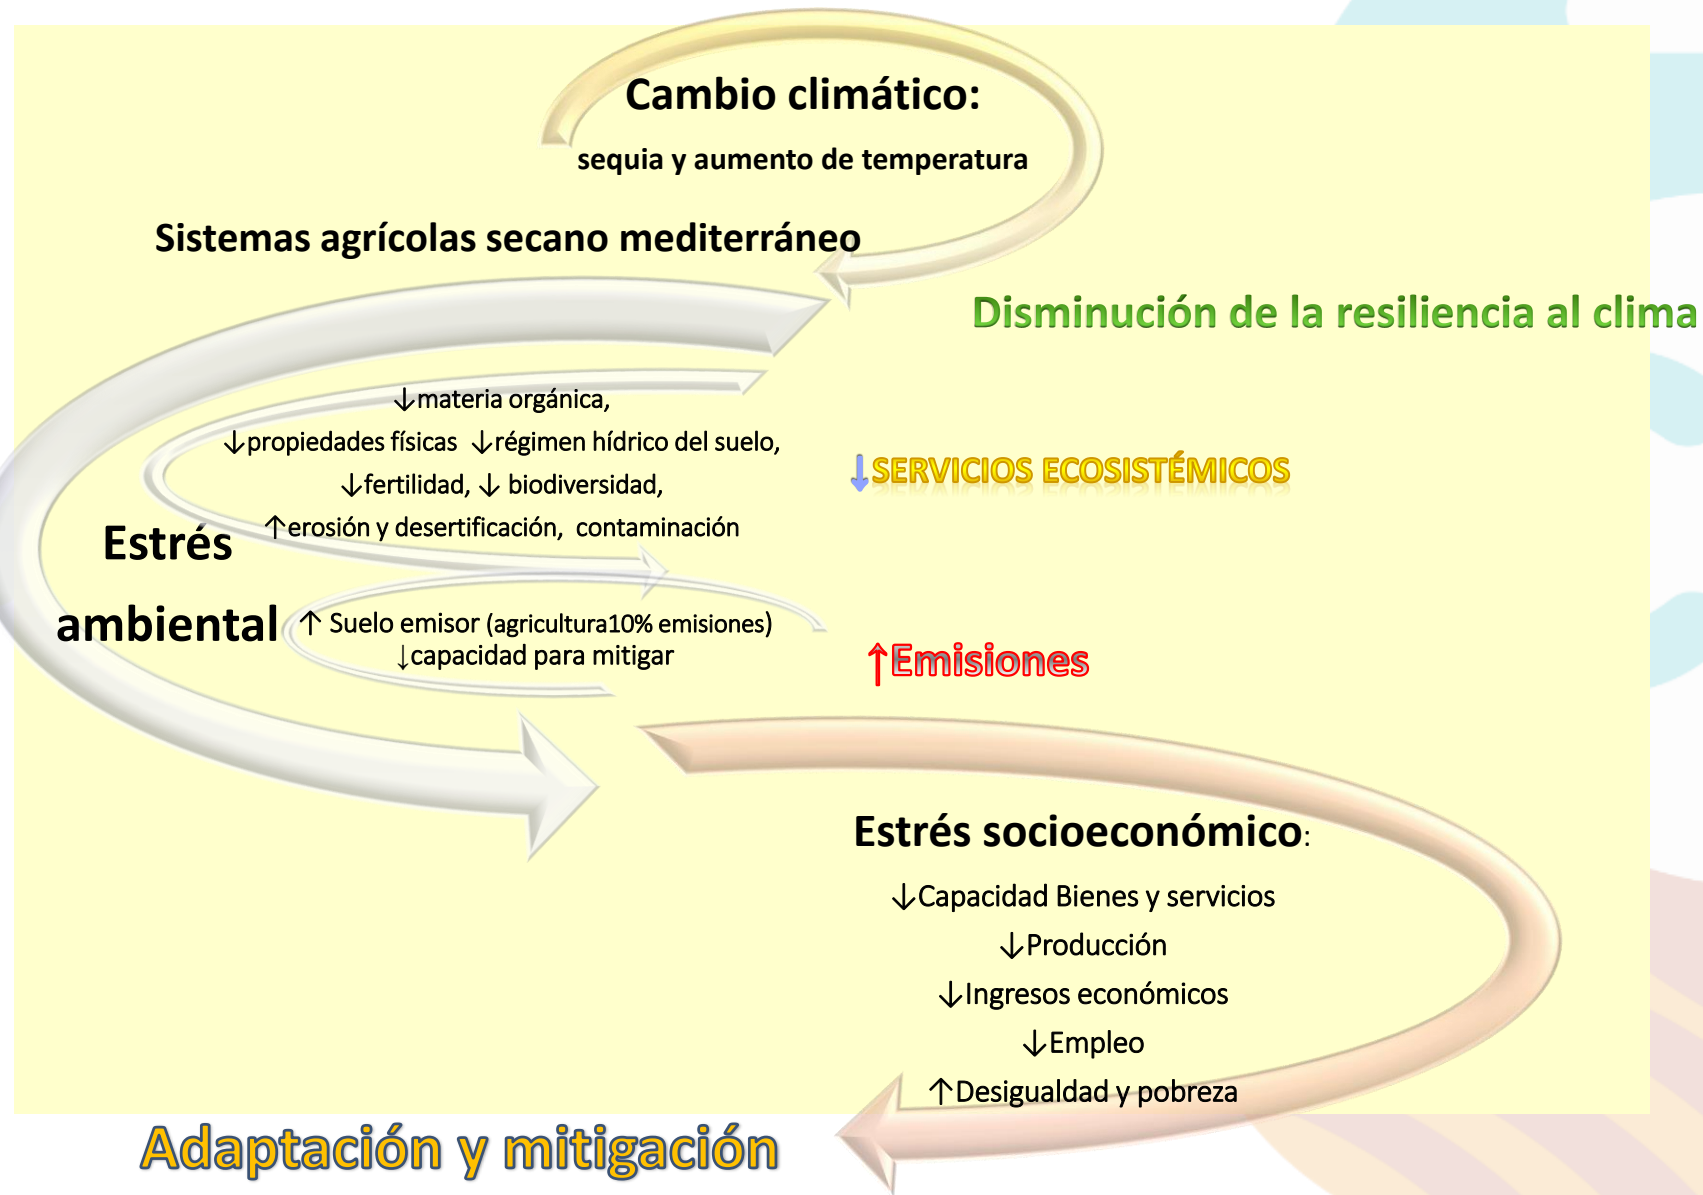 Cambio climático:
sequia y aumento de temperatura
Sistemas agrícolas secano mediterráneo
Disminución de la resiliencia al clima
↓materia orgánica,
↓propiedades físicas ↓régimen hídrico del suelo,
↓fertilidad, ↓ biodiversidad,
↑erosión y desertificación, contaminación
↓SERVICIOS ECOSISTÉMICOS
Estrés
ambiental
↑ Suelo emisor (agricultura10% emisiones)
↓capacidad para mitigar
↑Emisiones
Estrés socioeconómico:
↓Capacidad Bienes y servicios
↓Producción
↓Ingresos económicos
↓Empleo
↑Desigualdad y pobreza
Adaptación y mitigación